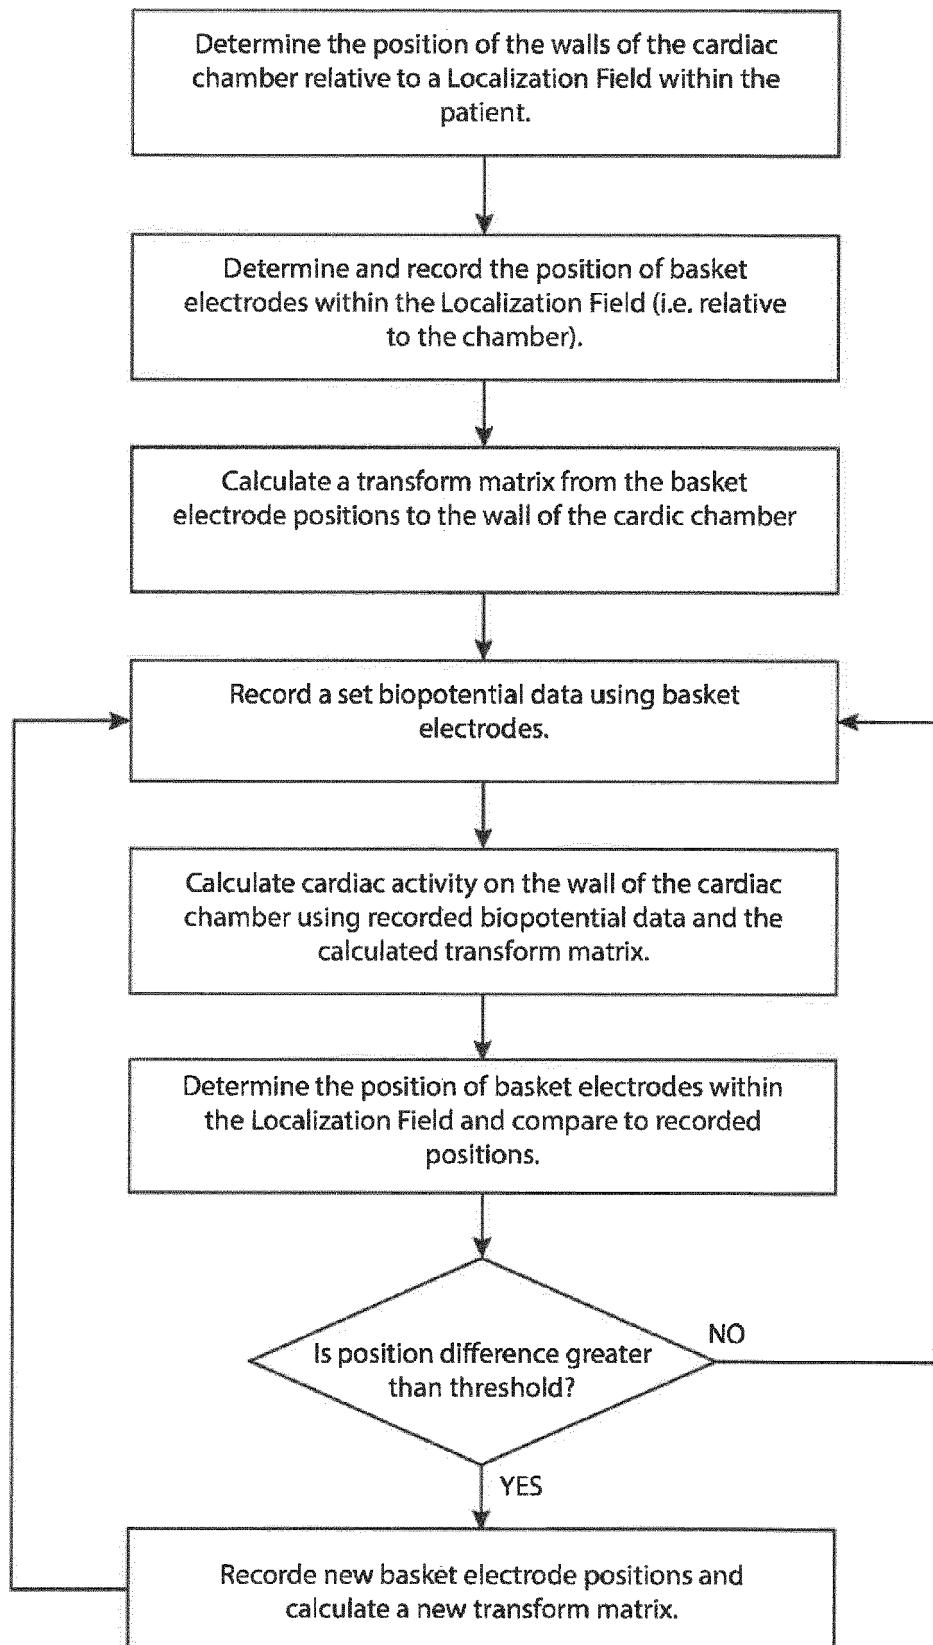 Determine the position of the walls of the cardiac
chamber relative to a Localization Field within the
patient.
Determine and record the position of basket
electrodes within the Localization Field (i.e. relative
to the chamber).
Calculate a transform matrix from the basket
electrode positions to the wall of the cardic chamber
Record a set biopotential data using basket
electrodes.
Calculate cardiac activity on the wall of the cardiac
chamber using recorded biopotential data and the
calculated transform matrix.
Determine the position of basket electrodes within
the Localization Field and compare to recorded
positions.
Is position difference greater
than threshold?
NO
YES
Recorde new basket electrode positions and
calculate a new transform matrix.